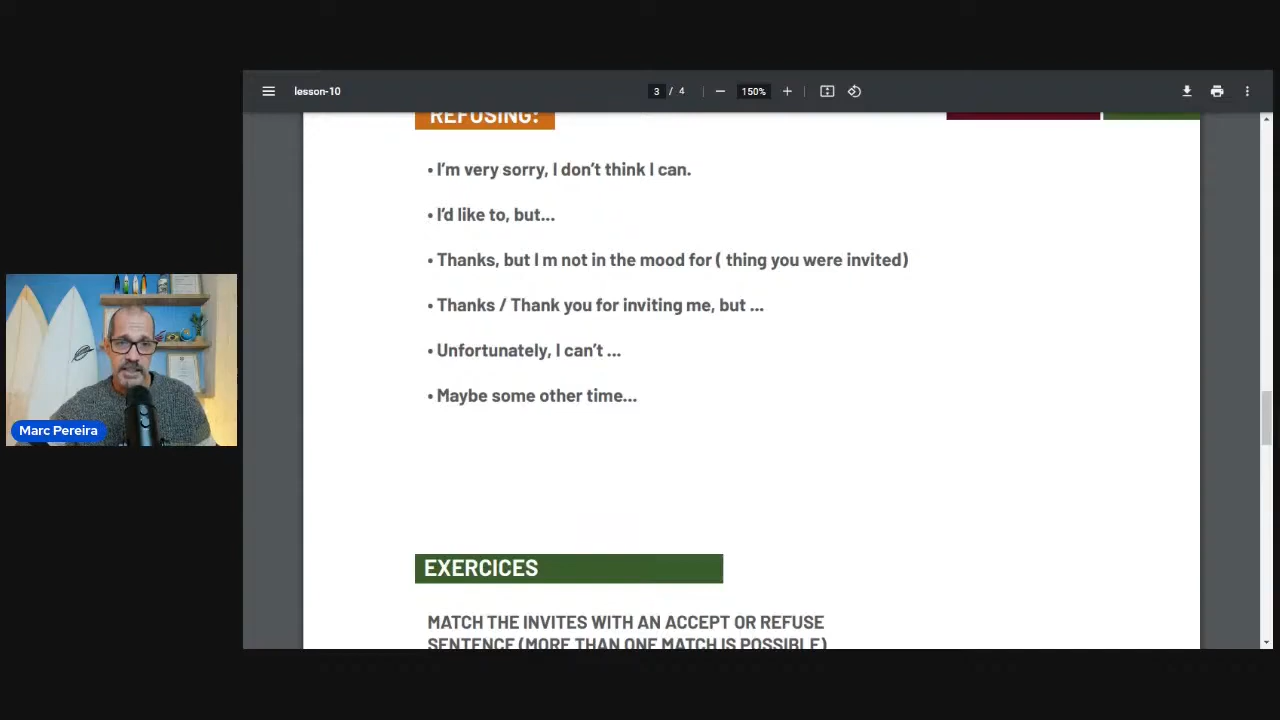 lesson-10
3 / 4
150%
REFUSING:
• I'm very sorry, I don't think I can.
• I'd like to, but...
• Thanks, but I m not in the mood for ( thing you were invited)
• Thanks / Thank you for inviting me, but ...
• Unfortunately, I can't ...
• Maybe some other time...
Marc Pereira
EXERCICES
MATCH THE INVITES WITH AN ACCEPT OR REFUSE
SENTENCE (MORE THAN ONE MATCH IS POSSIBLE)